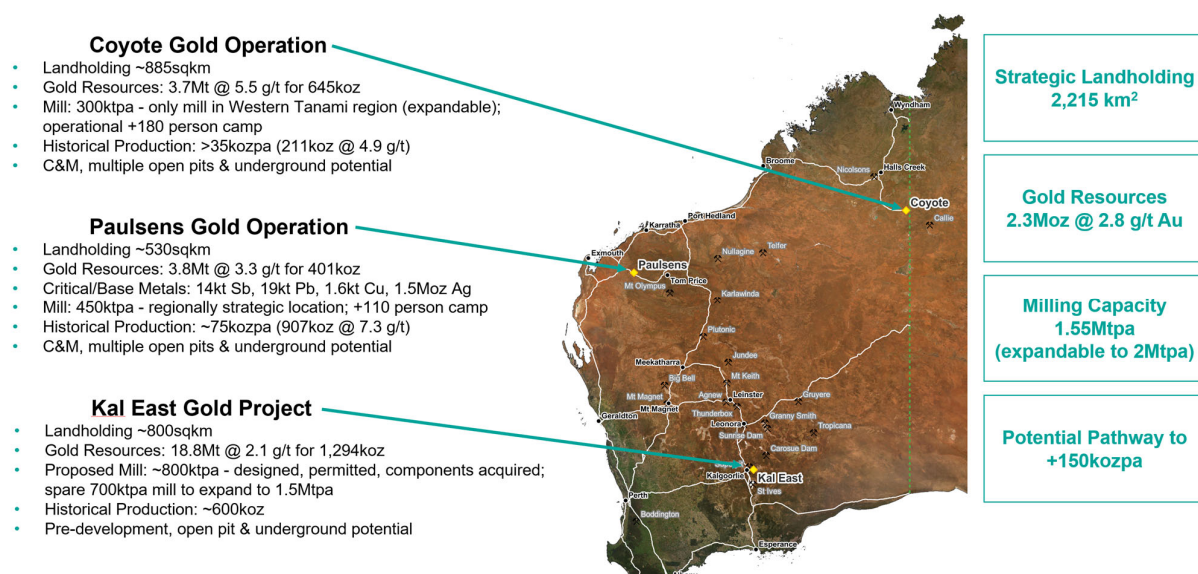 Coyote Gold Operation
• Landholding ~885sqkm
• Gold Resources: 3.7Mt @ 5.5 g/t for 645koz
• Mill: 300ktpa - only mill in Western Tanami region (expandable);
operational +180 person camp
• Historical Production: >35kozpa (211koz @ 4.9 g/t)
• C&M, multiple open pits & underground potential
Paulsens Gold Operation
• Landholding ~530sqkm
• Gold Resources: 3.8Mt @ 3.3 g/t for 401koz
• Critical/Base Metals: 14kt Sb, 19kt Pb, 1.6kt Cu, 1.5Moz Ag
• Mill: 450ktpa - regionally strategic location; +110 person camp
• Historical Production: ~75kozpa (907koz @ 7.3 g/t)
• C&M, multiple open pits & underground potential
Kal East Gold Project
• Landholding ~800sqkm
• Gold Resources: 18.8Mt @ 2.1 g/t for 1,294koz
• Proposed Mill: ~800ktpa - designed, permitted, components acquired;
spare 700ktpa mill to expand to 1.5Mtpa
• Historical Production: ~600koz
• Pre-development, open pit & underground potential
Wyndham
Broome
Nicolsons
Halls Creek
Coyote
Callie
Port Hedland
Karratha
Exmouth
Paulsens
Nullagine
Telfer
Tom Price
Mt Olympus
Karlawinda
Plutonic
Meekatharra
Jundee
Big Bell
Mt Keith
Mt Magnet
Mt Magnet
Agnew
Leinster
Gruyere
Thunderbox
Geraldton
Leonora
Granny Smith
Sunrise Dam
Tropicana
Carosue Dam
Kalgoorlie
Kal East
St Ives
Perth
Boddington
Esperance
Strategic Landholding
2,215 km²
Gold Resources
2.3Moz @ 2.8 g/t Au
Milling Capacity
1.55Mtpa
(expandable to 2Mtpa)
Potential Pathway to
+150kozpa